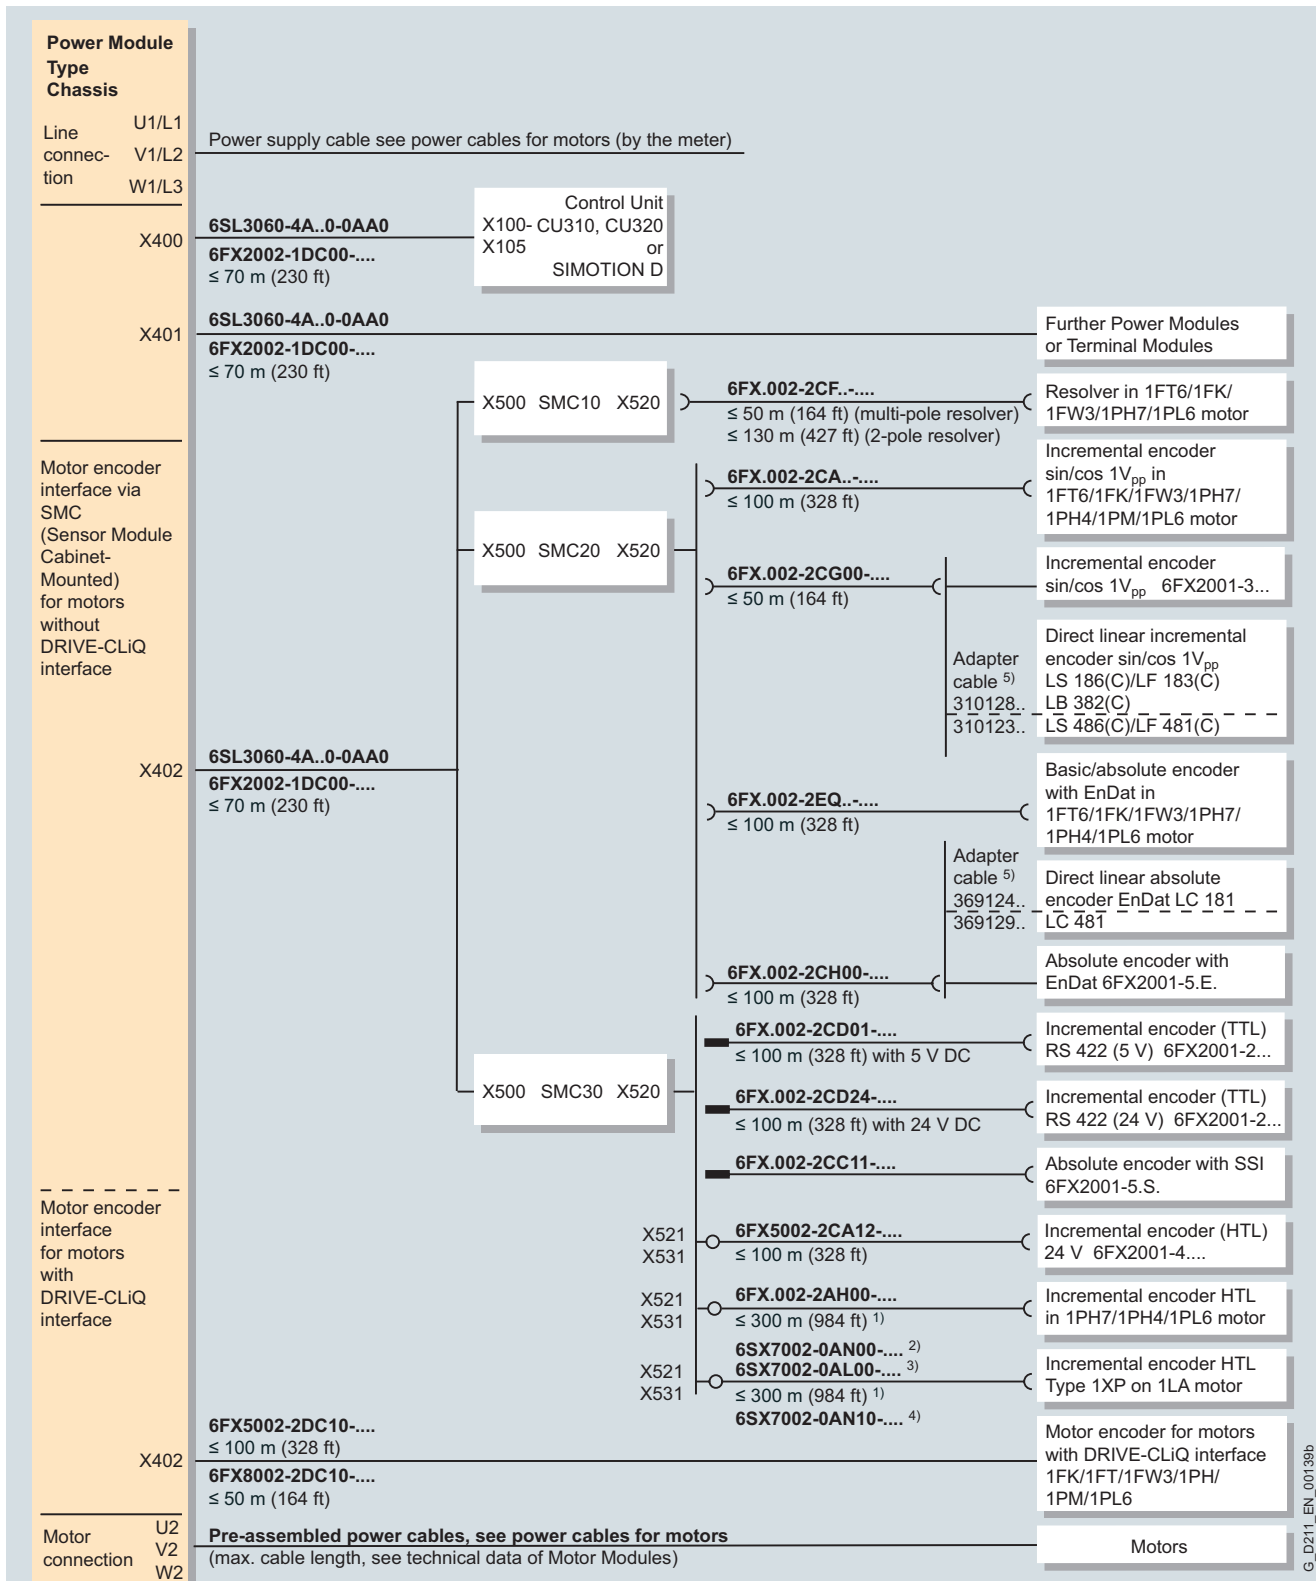 Power Module
Type
Chassis
Line
connec-
tion
U1/L1
V1/L2
W1/L3
Power supply cable see power cables for motors (by the meter)
X400
6SL3060-4A..0-0AA0
6FX2002-1DC00-....
≤ 70 m (230 ft)
Control Unit
X100- CU310, CU320
X105 or
SIMOTION D
X401
6SL3060-4A..0-0AA0
6FX2002-1DC00-....
≤ 70 m (230 ft)
Further Power Modules
or Terminal Modules
X500 SMC10 X520
6FX.002-2CF..-....
≤ 50 m (164 ft) (multi-pole resolver)
≤ 130 m (427 ft) (2-pole resolver)
Resolver in 1FT6/1FK/
1FW3/1PH7/1PL6 motor
Motor encoder
interface via
SMC
(Sensor Module
Cabinet-
Mounted)
for motors
without
DRIVE-CLiQ
interface
X500 SMC20 X520
6FX.002-2CA..-....
≤ 100 m (328 ft)
Incremental encoder
sin/cos 1Vpp in
1FT6/1FK/1FW3/1PH7/
1PH4/1PM/1PL6 motor
6FX.002-2CG00-....
≤ 50 m (164 ft)
Incremental encoder
sin/cos 1Vpp 6FX2001-3...
Adapter
cable 5)
310128..
310123..
Direct linear incremental
encoder sin/cos 1Vpp
LS 186(C)/LF 183(C)
LB 382(C)
LS 486(C)/LF 481(C)
X402
6SL3060-4A..0-0AA0
6FX2002-1DC00-....
≤ 70 m (230 ft)
6FX.002-2EQ..-....
≤ 100 m (328 ft)
Basic/absolute encoder
with EnDat in
1FT6/1FK/1FW3/1PH7/
1PH4/1PL6 motor
Adapter
cable 5)
369124..
369129..
Direct linear absolute
encoder EnDat LC 181
LC 481
6FX.002-2CH00-....
≤ 100 m (328 ft)
Absolute encoder with
EnDat 6FX2001-5.E.
X500 SMC30 X520
6FX.002-2CD01-....
≤ 100 m (328 ft) with 5 V DC
Incremental encoder (TTL)
RS 422 (5 V) 6FX2001-2...
6FX.002-2CD24-....
≤ 100 m (328 ft) with 24 V DC
Incremental encoder (TTL)
RS 422 (24 V) 6FX2001-2...
6FX.002-2CC11-....
Absolute encoder with SSI
6FX2001-5.S.
Motor encoder
interface
for motors
with
DRIVE-CLiQ
interface
X521
X531
6FX5002-2CA12-....
≤ 100 m (328 ft)
Incremental encoder (HTL)
24 V 6FX2001-4....
X521
X531
6FX.002-2AH00-....
≤ 300 m (984 ft) 1)
Incremental encoder HTL
in 1PH7/1PH4/1PL6 motor
X521
X531
6SX7002-0AN00-.... 2)
6SX7002-0AL00-.... 3)
≤ 300 m (984 ft) 1)
6SX7002-0AN10-.... 4)
Incremental encoder HTL
Type 1XP on 1LA motor
X402
6FX5002-2DC10-....
≤ 100 m (328 ft)
6FX8002-2DC10-....
≤ 50 m (164 ft)
Motor encoder for motors
with DRIVE-CLiQ interface
1FK/1FT/1FW3/1PH/
1PM/1PL6
Motor
connection
U2
V2
W2
Pre-assembled power cables, see power cables for motors
(max. cable length, see technical data of Motor Modules)
Motors
G_D211_EN_00139b